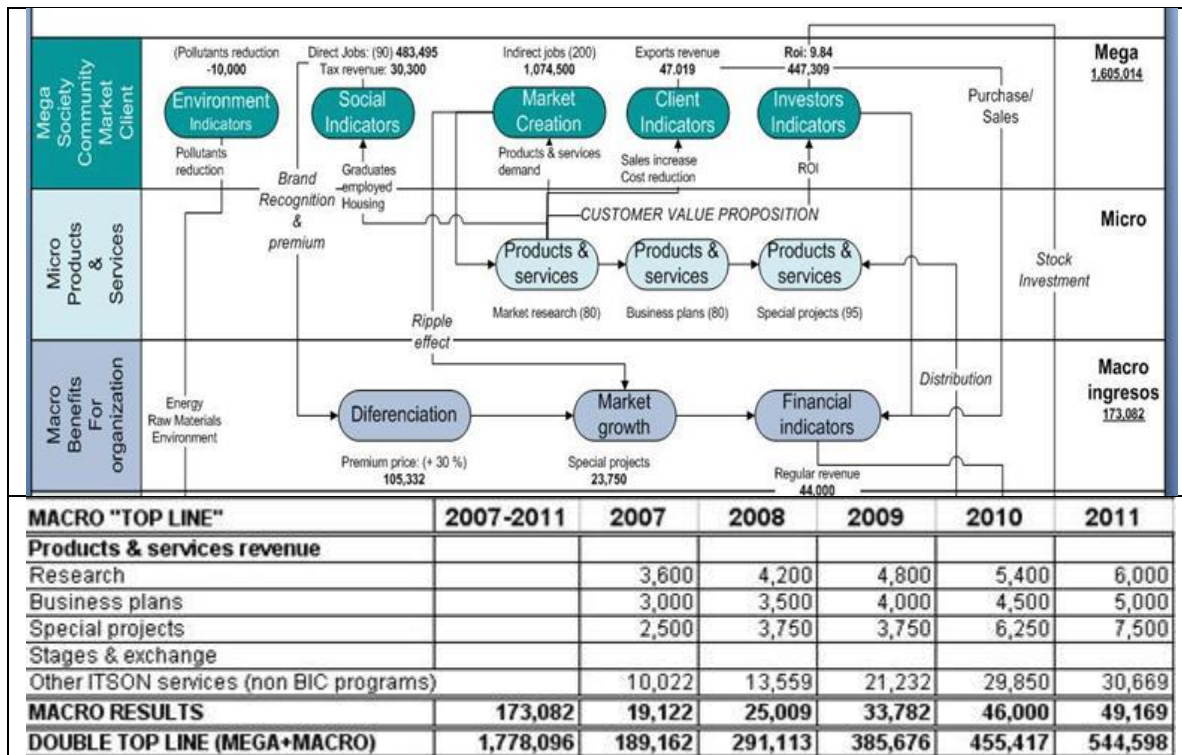 Mega
Society
Community
Market
Client
(Pollutants reduction
-10,000
Direct Jobs: (90) 483,495
Tax revenue: 30,300
Indirect jobs (200)
1,074,500
Exports revenue
47.019
Roi: 9.84
447,309
Mega
1,605,014
Environment
Indicators
Social
Indicators
Market
Creation
Client
Indicators
Investors
Indicators
Purchase/
Sales
Pollutants
reduction
Graduates
employed
Housing
Products & services
demand
Sales increase
Cost reduction
ROI
Brand
Recognition
&
premium
Micro
Products
&
Services
CUSTOMER VALUE PROPOSITION
Micro
Products &
services
Products &
services
Products &
services
Market research (80)
Business plans (80)
Special projects (95)
Stock
Investment
Ripple
effect
Macro
Benefits
For
organization
Energy
Raw Materials
Environment
Diferenciation
Market
growth
Financial
indicators
Distribution
Macro
ingresos
173,082
Premium price: (+ 30 %)
105,332
Special projects
23,750
Regular revenue
44,000
MACRO "TOP LINE" 2007-2011 2007 2008 2009 2010 2011
Products & services revenue
Research 3,600 4,200 4,800 5,400 6,000
Business plans 3,000 3,500 4,000 4,500 5,000
Special projects 2,500 3,750 3,750 6,250 7,500
Stages & exchange
Other ITSON services (non BIC programs) 10,022 13,559 21,232 29,850 30,669
MACRO RESULTS 173,082 19,122 25,009 33,782 46,000 49,169
DOUBLE TOP LINE (MEGA+MACRO) 1,778,096 189,162 291,113 385,676 455,417 544,598